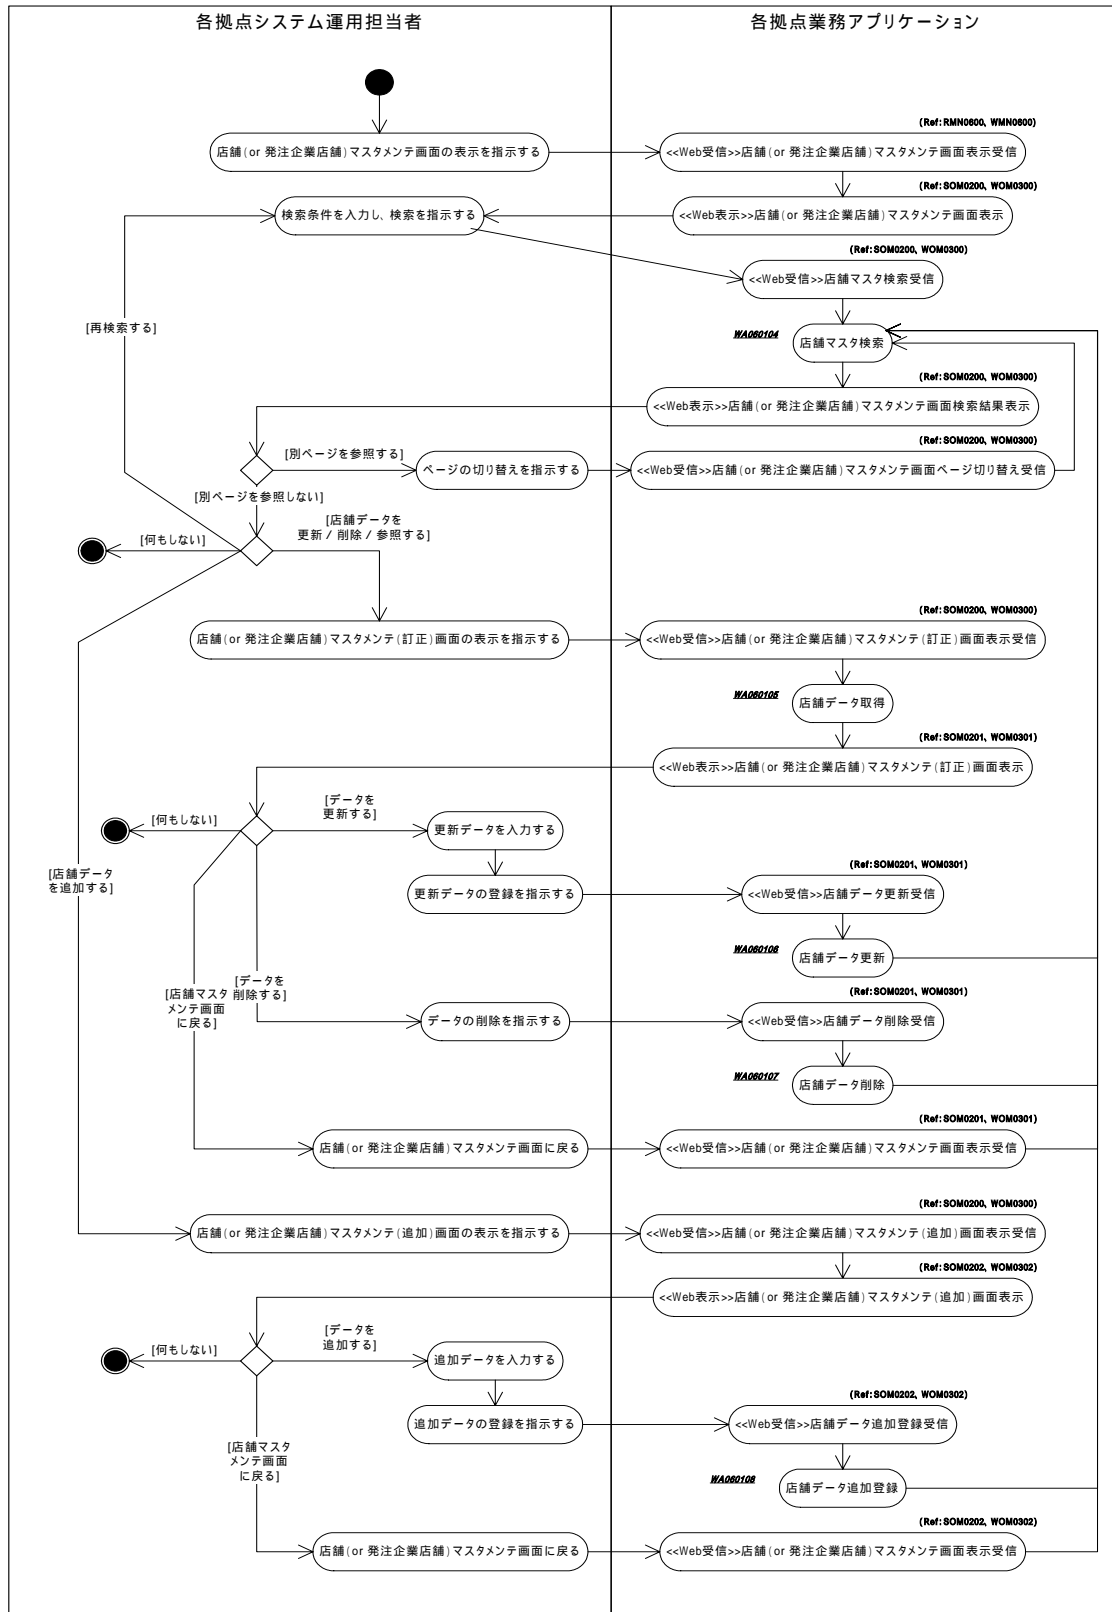 各拠点システム運用担当者
各拠点業務アプリケーション
(Ref:RMN0600、WMN0600)
店舗(or 発注企業店舗)マスタメンテ画面の表示を指示する
<<Web受信>>店舗(or 発注企業店舗)マスタメンテ画面表示受信
(Ref:SOM0200、WOM0300)
検索条件を入力し、検索を指示する
<<Web表示>>店舗(or 発注企業店舗)マスタメンテ画面表示
(Ref:SOM0200、WOM0300)
<<Web受信>>店舗マスタ検索受信
[再検索する]
WA060104
店舗マスタ検索
(Ref:SOM0200、WOM0300)
<<Web表示>>店舗(or 発注企業店舗)マスタメンテ画面検索結果表示
(Ref:SOM0200、WOM0300)
[別ページを参照する]
ページの切り替えを指示する
<<Web受信>>店舗(or 発注企業店舗)マスタメンテ画面ページ切り替え受信
[別ページを参照しない]
[店舗データを
更新 / 削除 / 参照する]
[何もしない]
(Ref:SOM0200、WOM0300)
店舗(or 発注企業店舗)マスタメンテ(訂正)画面の表示を指示する
<<Web受信>>店舗(or 発注企業店舗)マスタメンテ(訂正)画面表示受信
WA060105
店舗データ取得
(Ref:SOM0201、WOM0301)
<<Web表示>>店舗(or 発注企業店舗)マスタメンテ(訂正)画面表示
[データを
更新する]
[何もしない]
更新データを入力する
[店舗データ
を追加する]
(Ref:SOM0201、WOM0301)
更新データの登録を指示する
<<Web受信>>店舗データ更新受信
WA060106
店舗データ更新
[データを
削除する]
[店舗マスタ
メンテ画面
に戻る]
(Ref:SOM0201、WOM0301)
データの削除を指示する
<<Web受信>>店舗データ削除受信
WA060107
店舗データ削除
(Ref:SOM0201、WOM0301)
店舗(or 発注企業店舗)マスタメンテ画面に戻る
<<Web受信>>店舗(or 発注企業店舗)マスタメンテ画面表示受信
(Ref:SOM0200、WOM0300)
店舗(or 発注企業店舗)マスタメンテ(追加)画面の表示を指示する
<<Web受信>>店舗(or 発注企業店舗)マスタメンテ(追加)画面表示受信
(Ref:SOM0202、WOM0302)
<<Web表示>>店舗(or 発注企業店舗)マスタメンテ(追加)画面表示
[データを
追加する]
[何もしない]
追加データを入力する
(Ref:SOM0202、WOM0302)
追加データの登録を指示する
<<Web受信>>店舗データ追加登録受信
[店舗マスタ
メンテ画面
に戻る]
WA060108
店舗データ追加登録
(Ref:SOM0202、WOM0302)
店舗(or 発注企業店舗)マスタメンテ画面に戻る
<<Web受信>>店舗(or 発注企業店舗)マスタメンテ画面表示受信